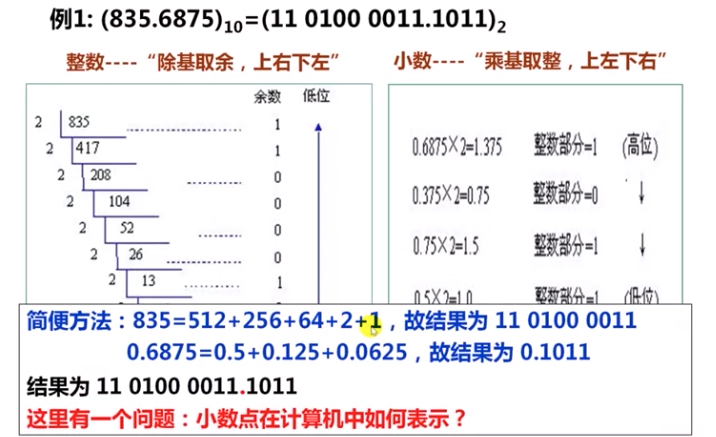 例1: (835.6875)10=(11 0100 0011.1011)2
整数----“除基取余，上右下左”
小数----“乘基取整，上左下右”
余数 低位
2 835 1
2 417 1
2 208 0
2 104 0
2 52 0
2 26 0
2 13 1
0.6875×2=1.375 整数部分=1 (高位)
0.375×2=0.75 整数部分=0 ↓
0.75×2=1.5 整数部分=1 ↓
0.5×2=1.0 整数部分=1 (低位)
简便方法：835=512+256+64+2+1，故结果为 11 0100 0011
0.6875=0.5+0.125+0.0625，故结果为 0.1011
结果为 11 0100 0011.1011
这里有一个问题：小数点在计算机中如何表示？